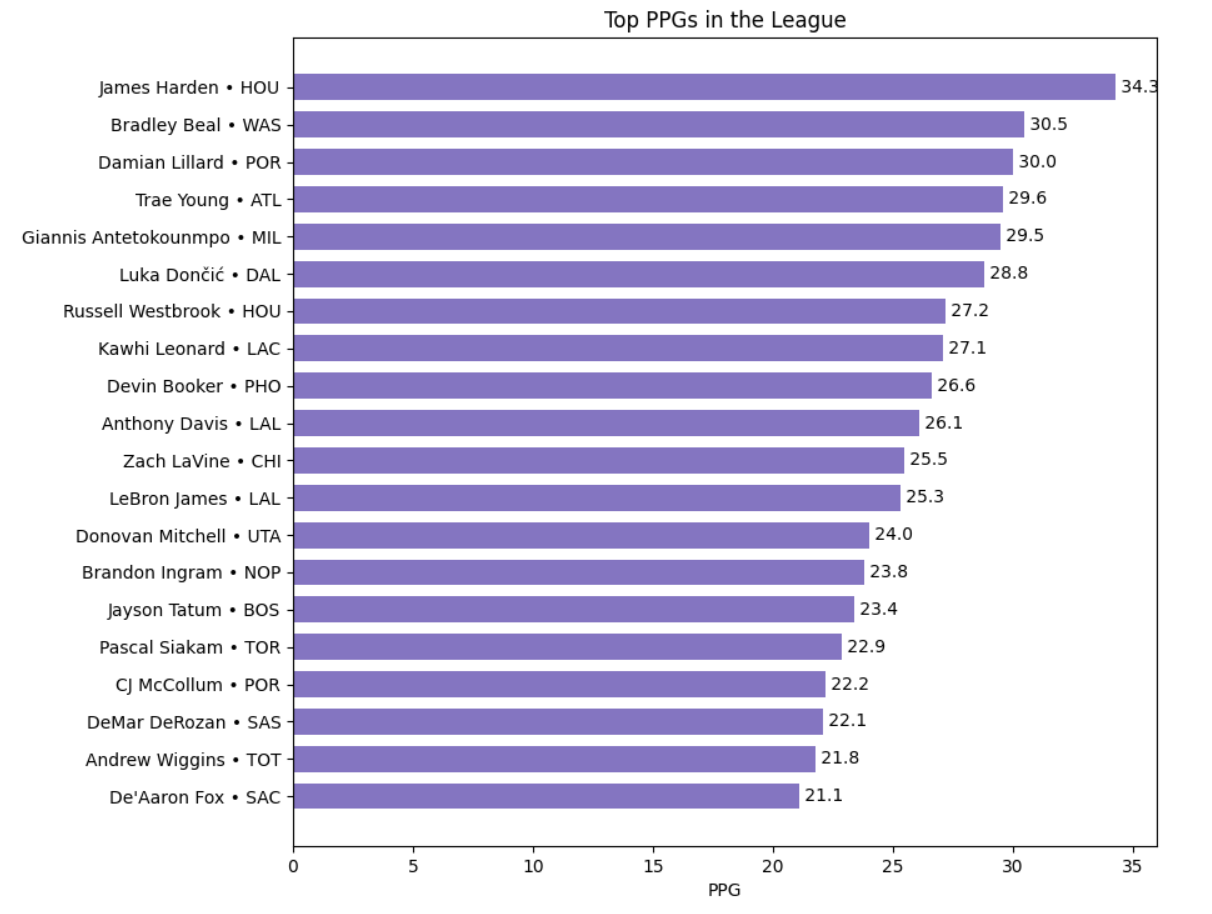 Top PPGs in the League
James Harden • HOU 34.3
Bradley Beal • WAS 30.5
Damian Lillard • POR 30.0
Trae Young • ATL 29.6
Giannis Antetokounmpo • MIL 29.5
Luka Dončić • DAL 28.8
Russell Westbrook • HOU 27.2
Kawhi Leonard • LAC 27.1
Devin Booker • PHO 26.6
Anthony Davis • LAL 26.1
Zach LaVine • CHI 25.5
LeBron James • LAL 25.3
Donovan Mitchell • UTA 24.0
Brandon Ingram • NOP 23.8
Jayson Tatum • BOS 23.4
Pascal Siakam • TOR 22.9
CJ McCollum • POR 22.2
DeMar DeRozan • SAS 22.1
Andrew Wiggins • TOT 21.8
De'Aaron Fox • SAC 21.1
0 5 10 15 20 25 30 35
PPG